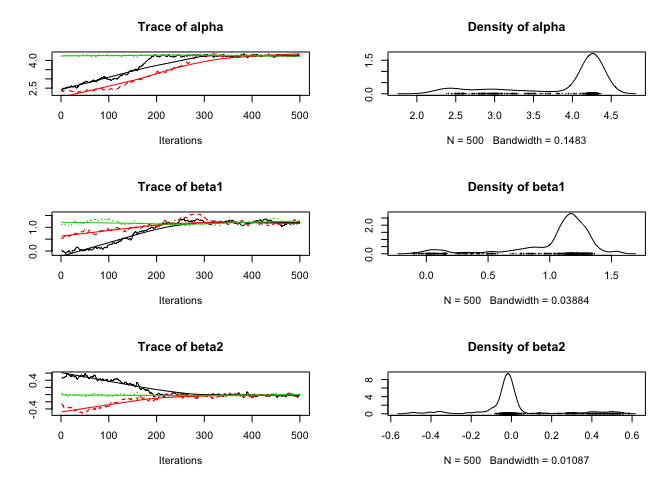 Trace of alpha
2.5 4.0
0 100 200 300 400 500
Iterations
Density of alpha
0.0 1.5
2.0 2.5 3.0 3.5 4.0 4.5
N = 500 Bandwidth = 0.1483
Trace of beta1
0.0 1.0
0 100 200 300 400 500
Iterations
Density of beta1
0.0 2.0
0.0 0.5 1.0 1.5
N = 500 Bandwidth = 0.03884
Trace of beta2
-0.4 0.4
0 100 200 300 400 500
Iterations
Density of beta2
0 4 8
-0.6 -0.4 -0.2 0.0 0.2 0.4 0.6
N = 500 Bandwidth = 0.01087